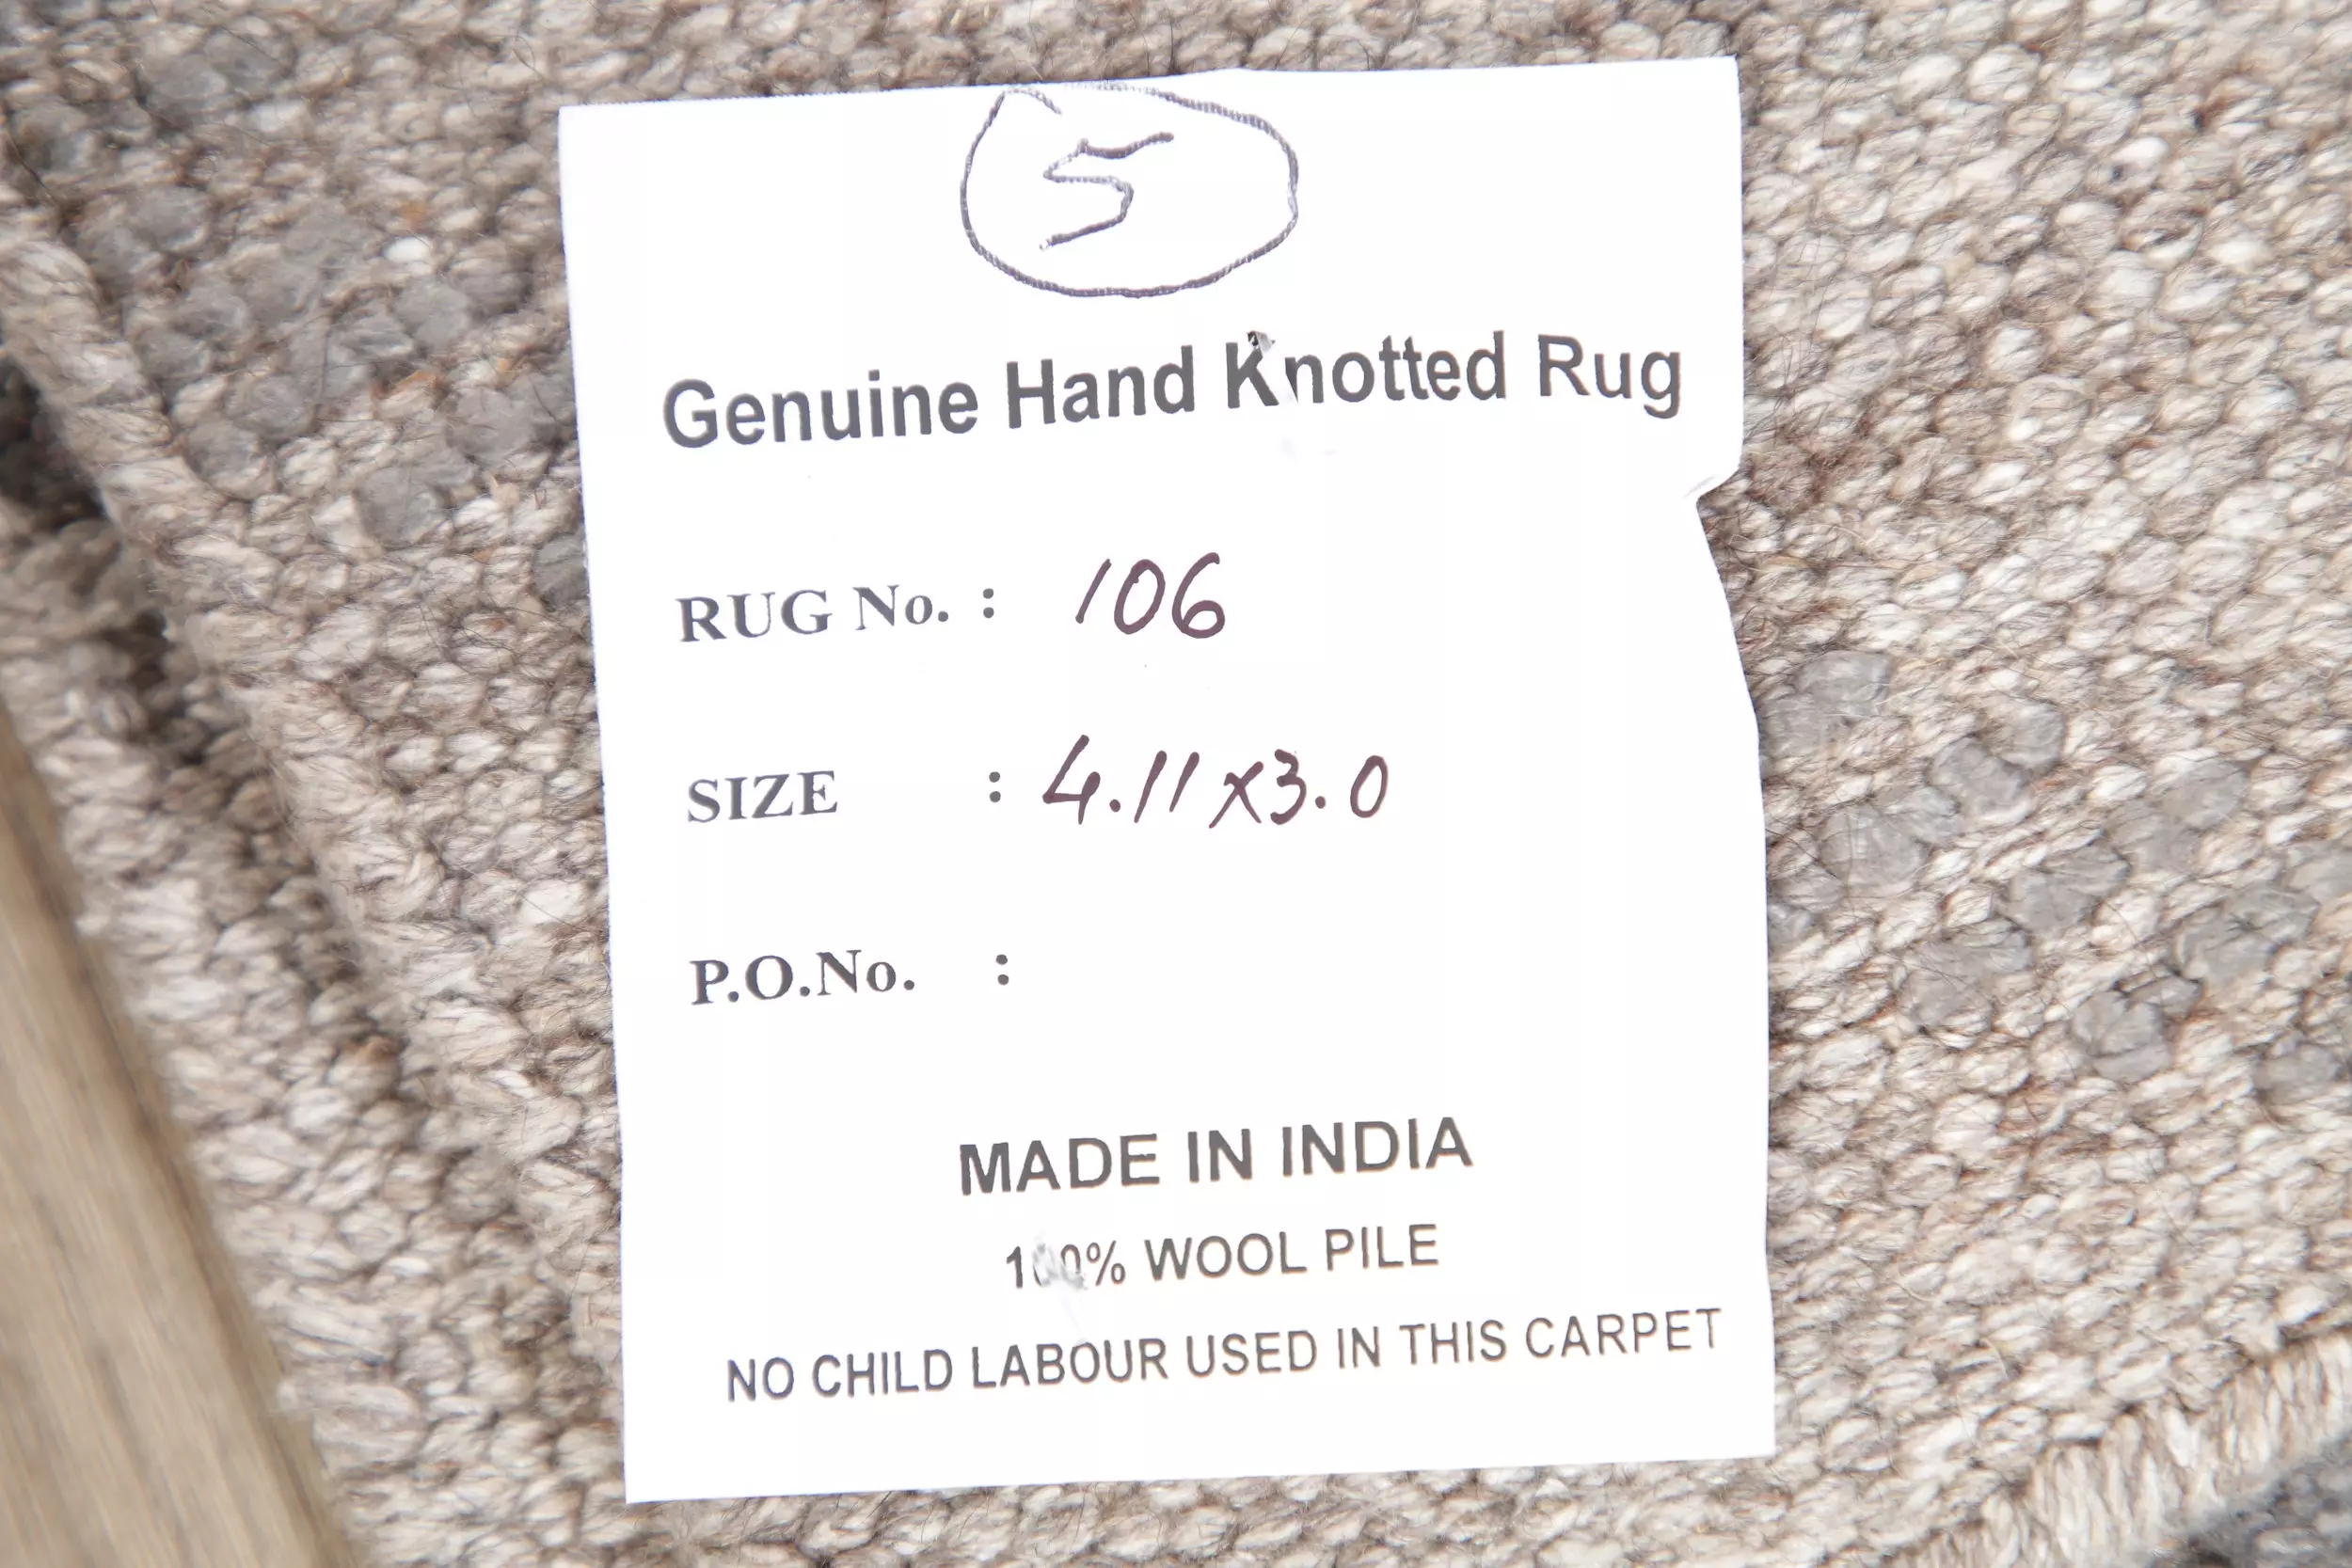 5
Genuine Hand Knotted Rug
RUG No. : 106
SIZE : 4.11x3.0
P.O.No. :
MADE IN INDIA
100% WOOL PILE
NO CHILD LABOUR USED IN THIS CARPET